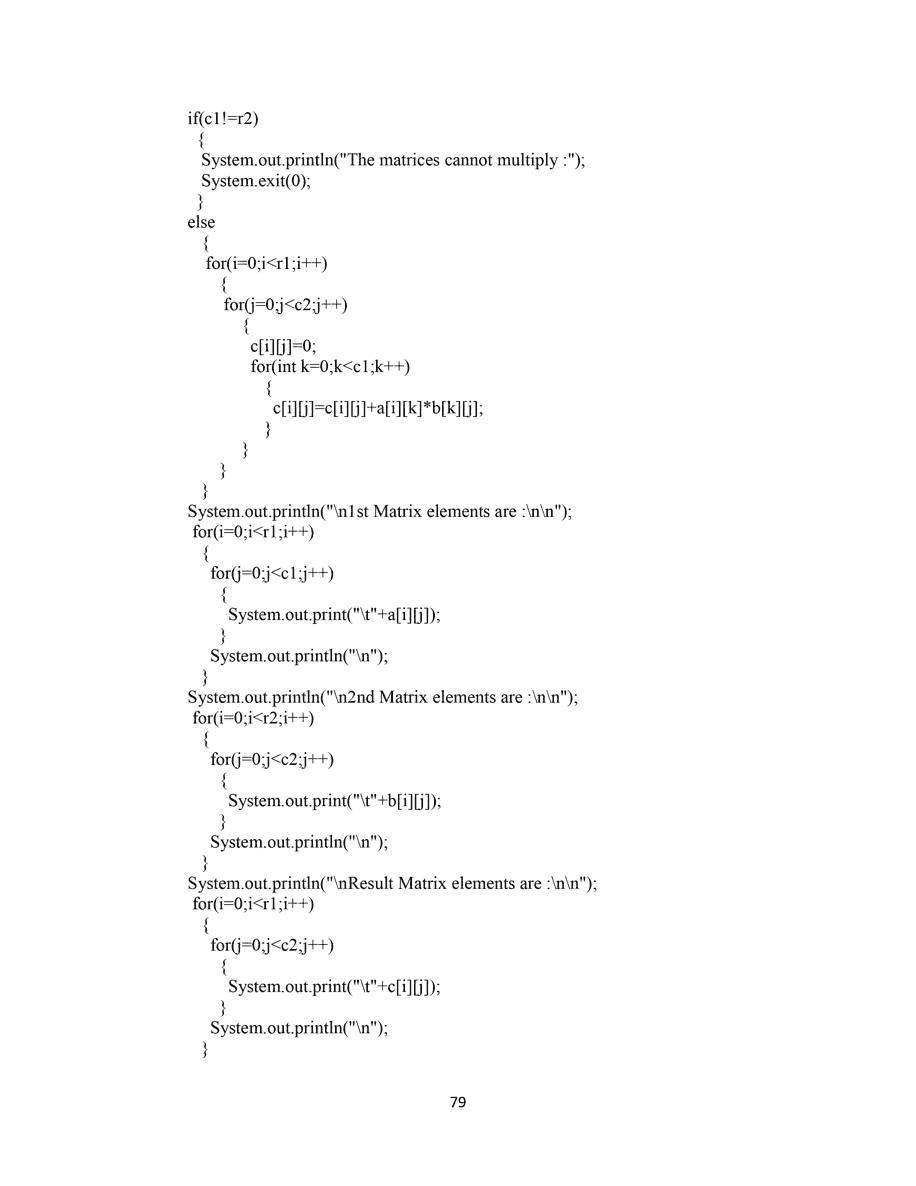 if(c1!=r2)
{
System.out.println("The matrices cannot multiply :");
System.exit(0);
}
else
{
for(i=0;i<r1;i++)
{
for(j=0;j<c2;j++)
{
c[i][j]=0;
for(int k=0;k<c1;k++)
{
c[i][j]=c[i][j]+a[i][k]*b[k][j];
}
}
}
}
System.out.println("\n1st Matrix elements are :\n\n");
for(i=0;i<r1;i++)
{
for(j=0;j<c1;j++)
{
System.out.print("\t"+a[i][j]);
}
System.out.println("\n");
}
System.out.println("\n2nd Matrix elements are :\n\n");
for(i=0;i<r2;i++)
{
for(j=0;j<c2;j++)
{
System.out.print("\t"+b[i][j]);
}
System.out.println("\n");
}
System.out.println("\nResult Matrix elements are :\n\n");
for(i=0;i<r1;i++)
{
for(j=0;j<c2;j++)
{
System.out.print("\t"+c[i][j]);
}
System.out.println("\n");
}
79